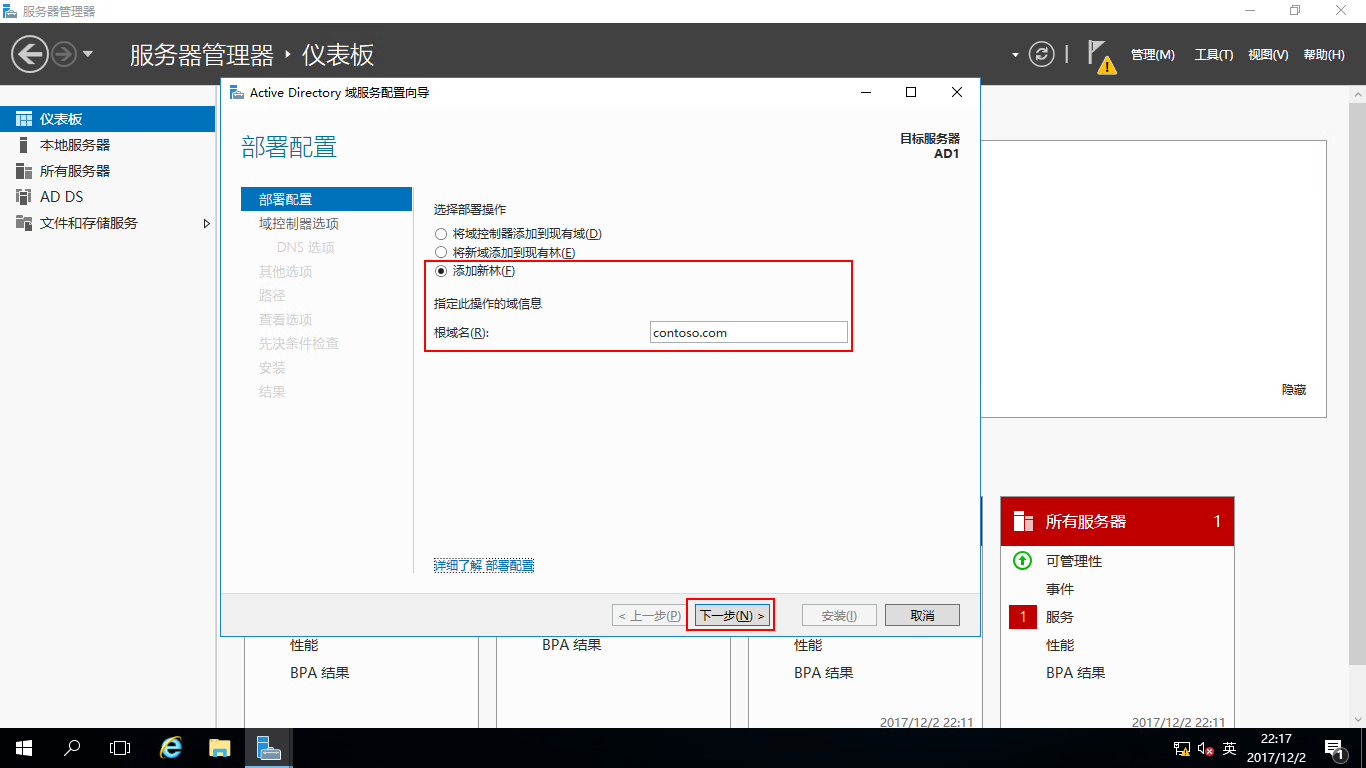 服务器管理器
服务器管理器 ‣ 仪表板
管理(M) 工具(T) 视图(V) 帮助(H)
仪表板
本地服务器
所有服务器
AD DS
文件和存储服务
Active Directory 域服务配置向导
部署配置
目标服务器
AD1
部署配置
域控制器选项
DNS 选项
其他选项
路径
查看选项
先决条件检查
安装
结果
选择部署操作
将域控制器添加到现有域(D)
将新域添加到现有林(E)
添加新林(F)
指定此操作的域信息
根域名(R): contoso.com
详细了解 部署配置
< 上一步(P) 下一步(N) > 安装(I) 取消
隐藏
所有服务器 1
可管理性
事件
1 服务
性能
BPA 结果
2017/12/2 22:11
性能
BPA 结果
BPA 结果
性能
BPA 结果
2017/12/2 22:11
英
22:17
2017/12/2
1